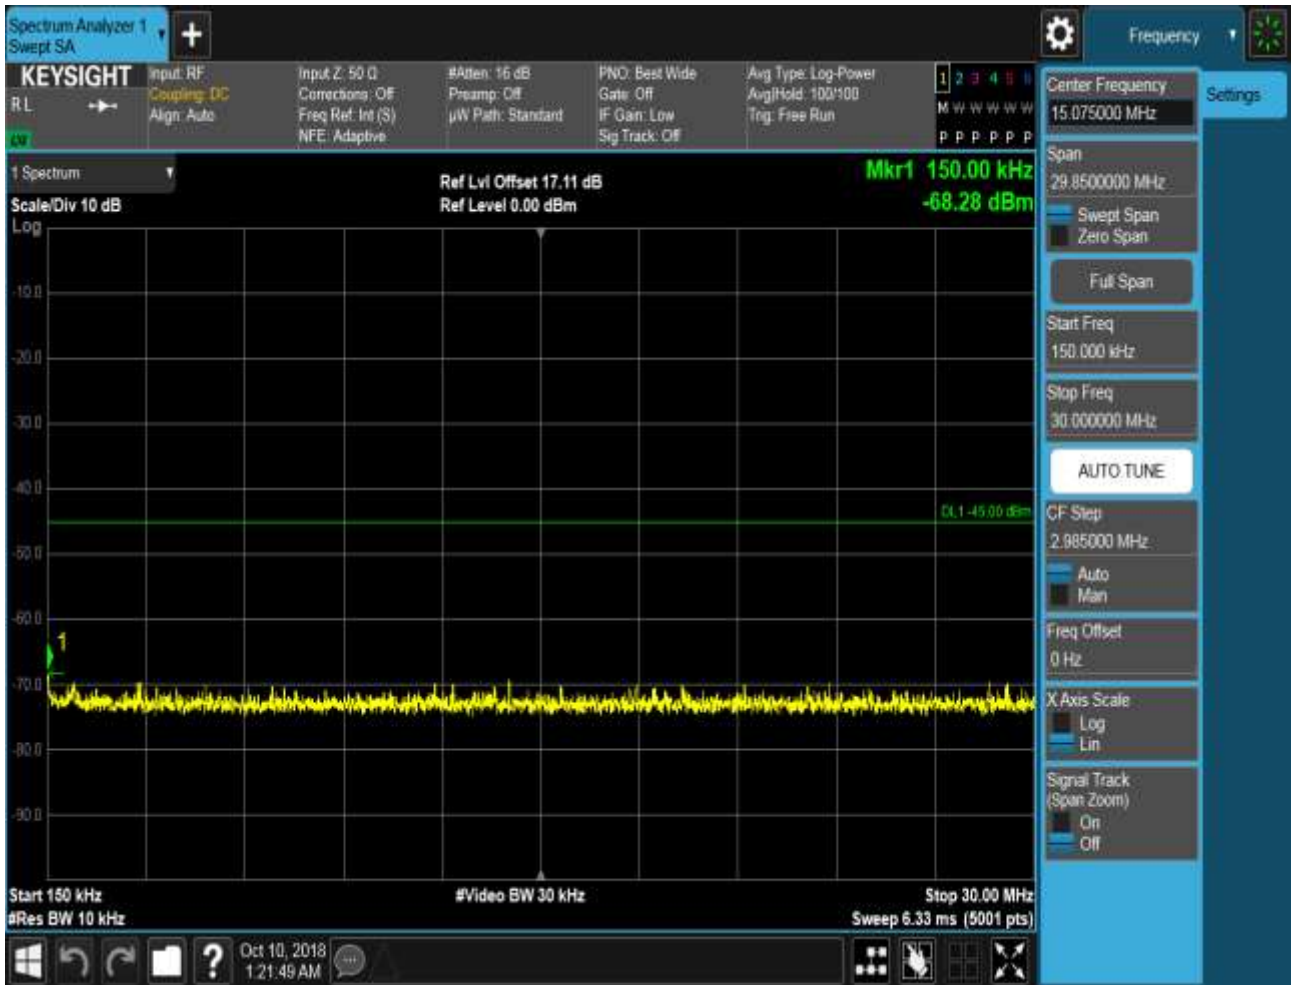 Spectrum Analyzer 1
Swept SA
Frequency
KEYSIGHT
R L
Input: RF
Coupling: DC
Align: Auto
Input Z: 50 Ω
Corrections: Off
Freq Ref: Int (S)
NFE: Adaptive
#Atten: 16 dB
Preamp: Off
µW Path: Standard
PNO: Best Wide
Gate: Off
IF Gain: Low
Sig Track: Off
Avg Type: Log-Power
Avg|Hold: 100/100
Trig: Free Run
1 2 3 4 5 6
M W W W W W
P P P P P P
1 Spectrum
Scale/Div 10 dB
Ref Lvl Offset 17.11 dB
Ref Level 0.00 dBm
Mkr1 150.00 kHz
-68.28 dBm
Log
-10.0
-20.0
-30.0
-40.0
DL1 -45.00 dBm
-50.0
-60.0
1
-70.0
-80.0
-90.0
Start 150 kHz
#Video BW 30 kHz
Stop 30.00 MHz
#Res BW 10 kHz
Sweep 6.33 ms (5001 pts)
Center Frequency
15.075000 MHz
Settings
Span
29.8500000 MHz
Swept Span
Zero Span
Full Span
Start Freq
150.000 kHz
Stop Freq
30.000000 MHz
AUTO TUNE
CF Step
2.985000 MHz
Auto
Man
Freq Offset
0 Hz
X Axis Scale
Log
Lin
Signal Track
(Span Zoom)
On
Off
?
Oct 10, 2018
1:21:49 AM